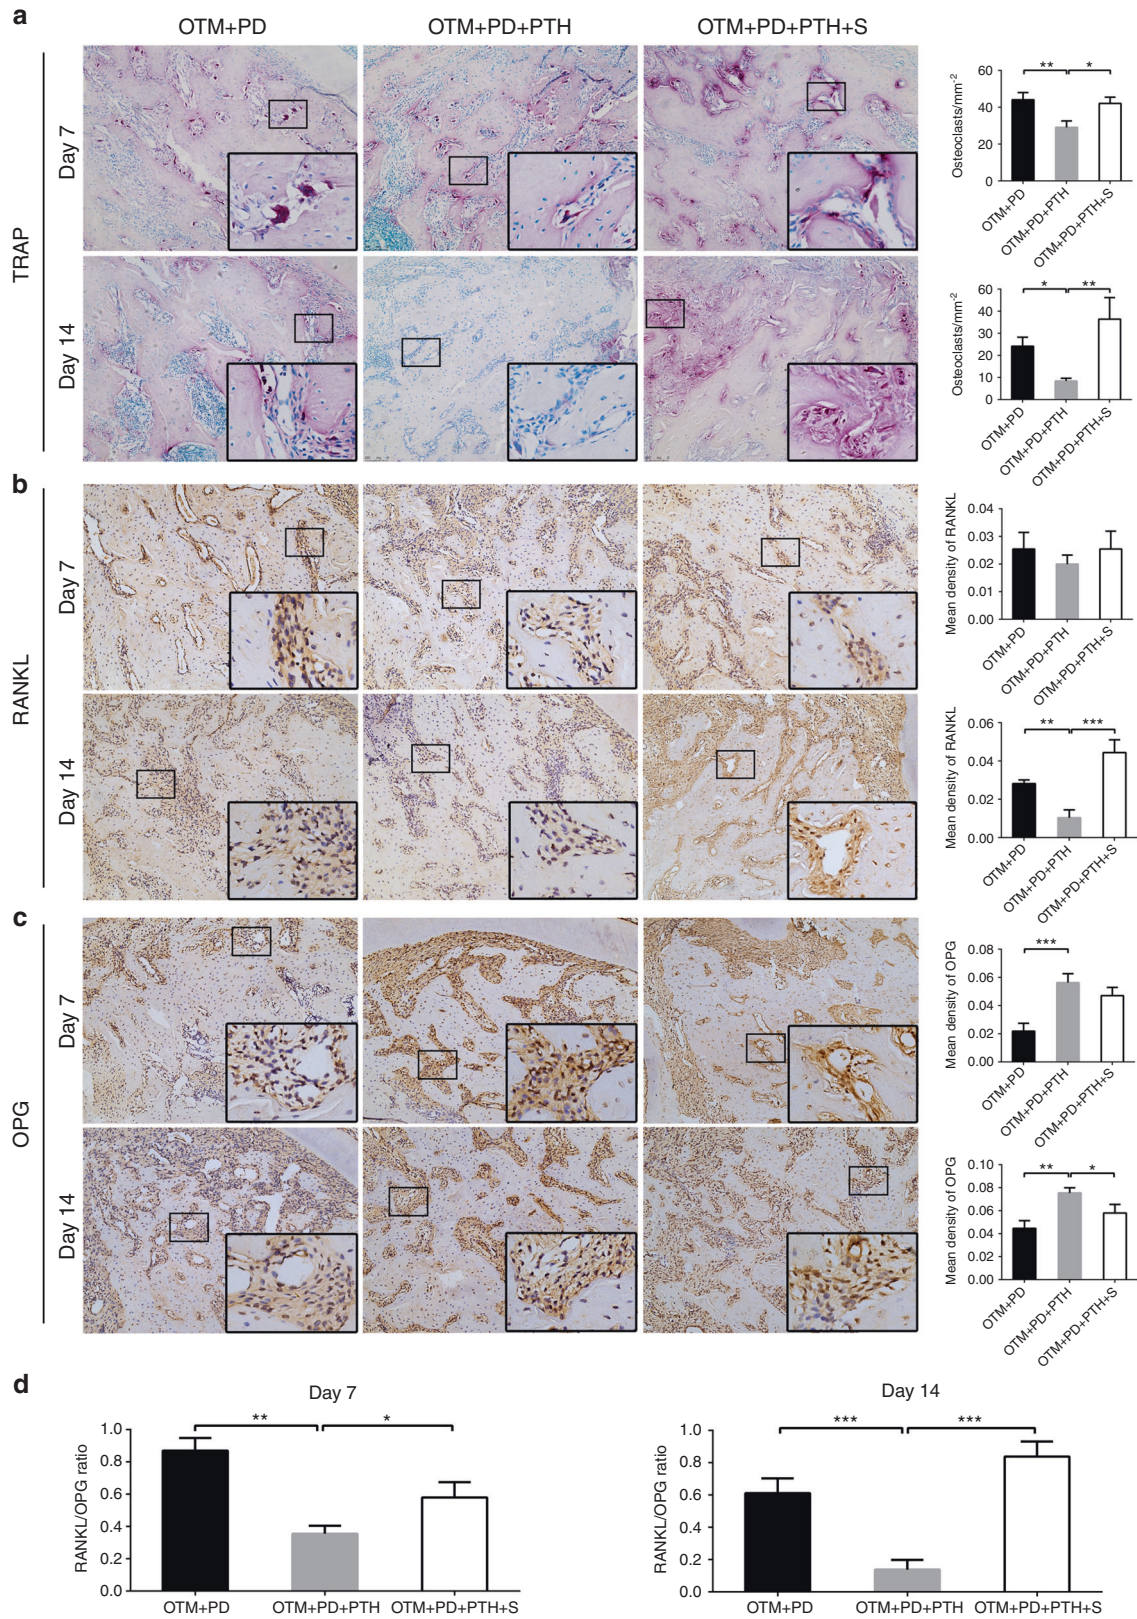 a
OTM+PD
OTM+PD+PTH
OTM+PD+PTH+S
TRAP
Day 7
Day 14
Osteoclasts/mm-2
60
40
20
0
**
*
OTM+PD
OTM+PD+PTH
OTM+PD+PTH+S
Osteoclasts/mm-2
60
50
40
30
20
10
0
*
**
OTM+PD
OTM+PD+PTH
OTM+PD+PTH+S
b
RANKL
Day 7
Day 14
Mean density of RANKL
0.04
0.03
0.02
0.01
0.00
OTM+PD
OTM+PD+PTH
OTM+PD+PTH+S
Mean density of RANKL
0.06
0.04
0.02
0.00
**
***
OTM+PD
OTM+PD+PTH
OTM+PD+PTH+S
c
OPG
Day 7
Day 14
Mean density of OPG
0.08
0.06
0.04
0.02
0.00
***
OTM+PD
OTM+PD+PTH
OTM+PD+PTH+S
Mean density of OPG
0.10
0.08
0.06
0.04
0.02
0.00
**
*
OTM+PD
OTM+PD+PTH
OTM+PD+PTH+S
d
Day 7
RANKL/OPG ratio
1.0
0.8
0.6
0.4
0.2
0.0
**
*
OTM+PD
OTM+PD+PTH
OTM+PD+PTH+S
Day 14
RANKL/OPG ratio
1.0
0.8
0.6
0.4
0.2
0.0
***
***
OTM+PD
OTM+PD+PTH
OTM+PD+PTH+S